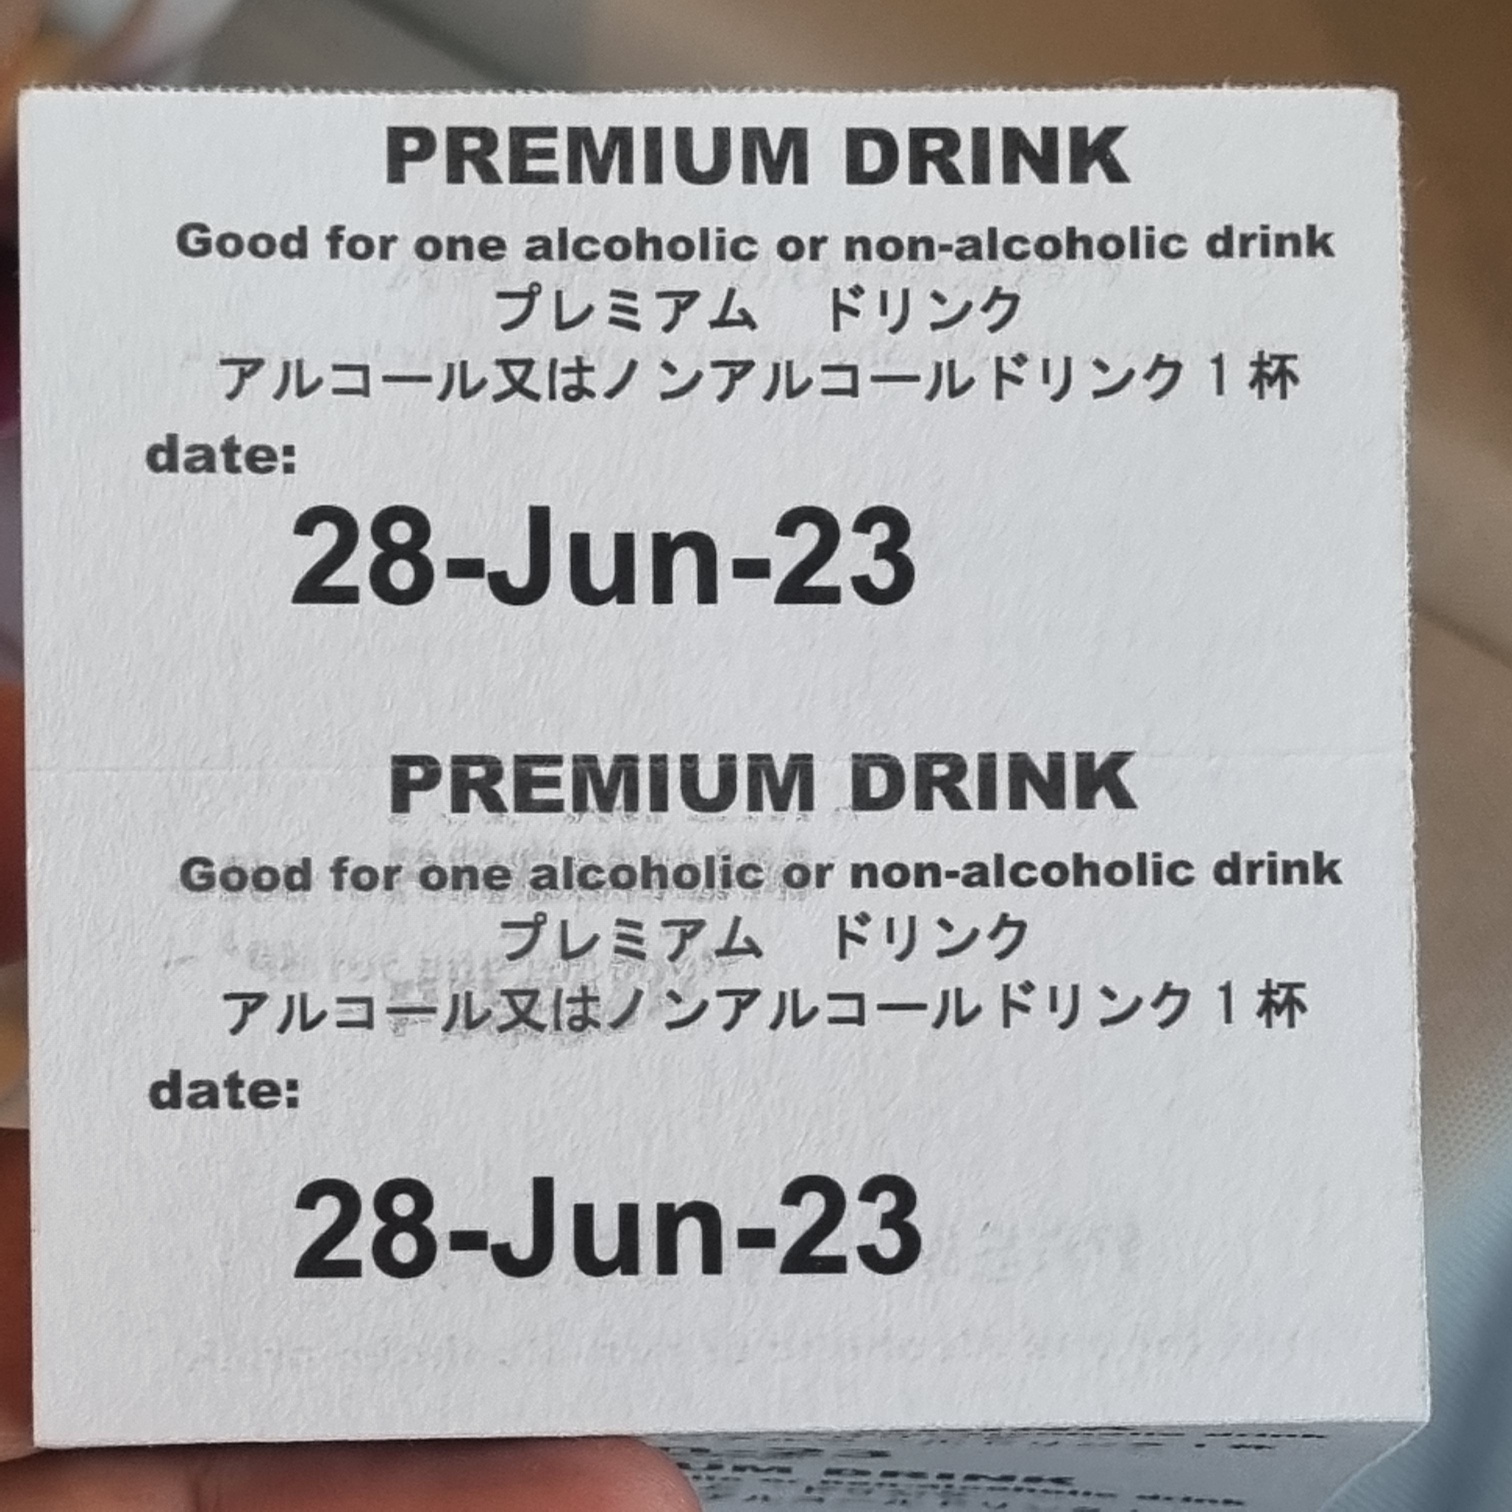 PREMIUM DRINK
Good for one alcoholic or non-alcoholic drink
プレミアム　ドリンク
アルコール又はノンアルコールドリンク1杯
date:
28-Jun-23
PREMIUM DRINK
Good for one alcoholic or non-alcoholic drink
プレミアム　ドリンク
アルコール又はノンアルコールドリンク1杯
date:
28-Jun-23
DRINK